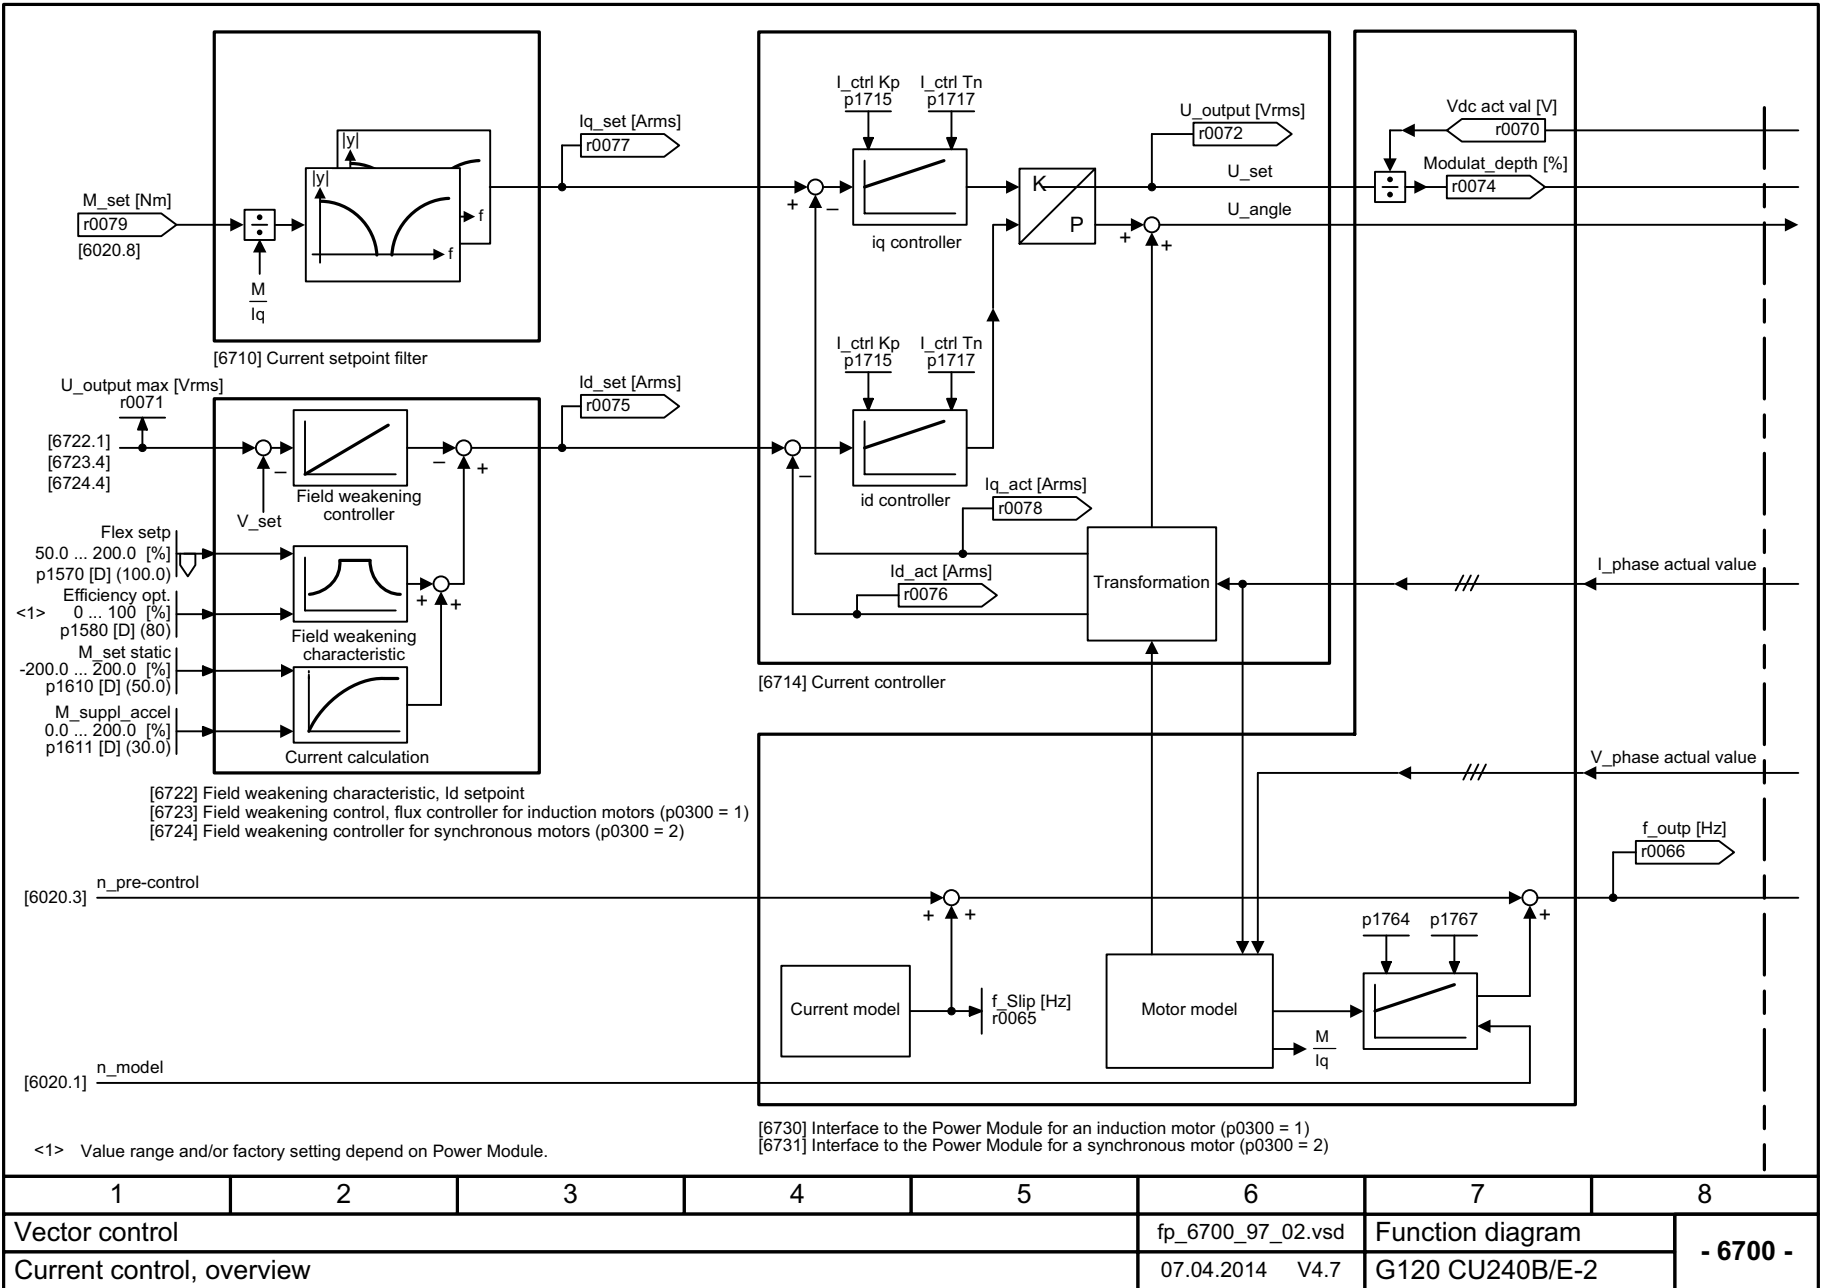 I_ctrl Kp
p1715
I_ctrl Tn
p1717
Iq_set [Arms]
r0077
U_output [Vrms]
r0072
Vdc act val [V]
r0070
Modulat_depth [%]
r0074
|y|
|y|
f
f
M_set [Nm]
r0079
[6020.8]
÷
M
Iq
+
–
iq controller
K
P
U_set
U_angle
÷
+
+
[6710] Current setpoint filter
I_ctrl Kp
p1715
I_ctrl Tn
p1717
U_output max [Vrms]
r0071
Id_set [Arms]
r0075
[6722.1]
[6723.4]
[6724.4]
–
–
+
–
Field weakening
controller
V_set
id controller
Iq_act [Arms]
r0078
Flex setp
50.0 ... 200.0 [%]
p1570 [D] (100.0)
Id_act [Arms]
r0076
Transformation
I_phase actual value
Efficiency opt.
<1> 0 ... 100 [%]
p1580 [D] (80)
+
+
Field weakening
characteristic
M_set static
-200.0 ... 200.0 [%]
p1610 [D] (50.0)
[6714] Current controller
M_suppl_accel
0.0 ... 200.0 [%]
p1611 [D] (30.0)
Current calculation
V_phase actual value
[6722] Field weakening characteristic, Id setpoint
[6723] Field weakening control, flux controller for induction motors (p0300 = 1)
[6724] Field weakening controller for synchronous motors (p0300 = 2)
f_outp [Hz]
r0066
n_pre-control
[6020.3]
+
+
+
p1764
p1767
Current model
f_Slip [Hz]
r0065
Motor model
M
Iq
n_model
[6020.1]
<1> Value range and/or factory setting depend on Power Module.
[6730] Interface to the Power Module for an induction motor (p0300 = 1)
[6731] Interface to the Power Module for a synchronous motor (p0300 = 2)
1 2 3 4 5 6 7 8
Vector control
fp_6700_97_02.vsd
Function diagram
- 6700 -
Current control, overview
07.04.2014 V4.7
G120 CU240B/E-2